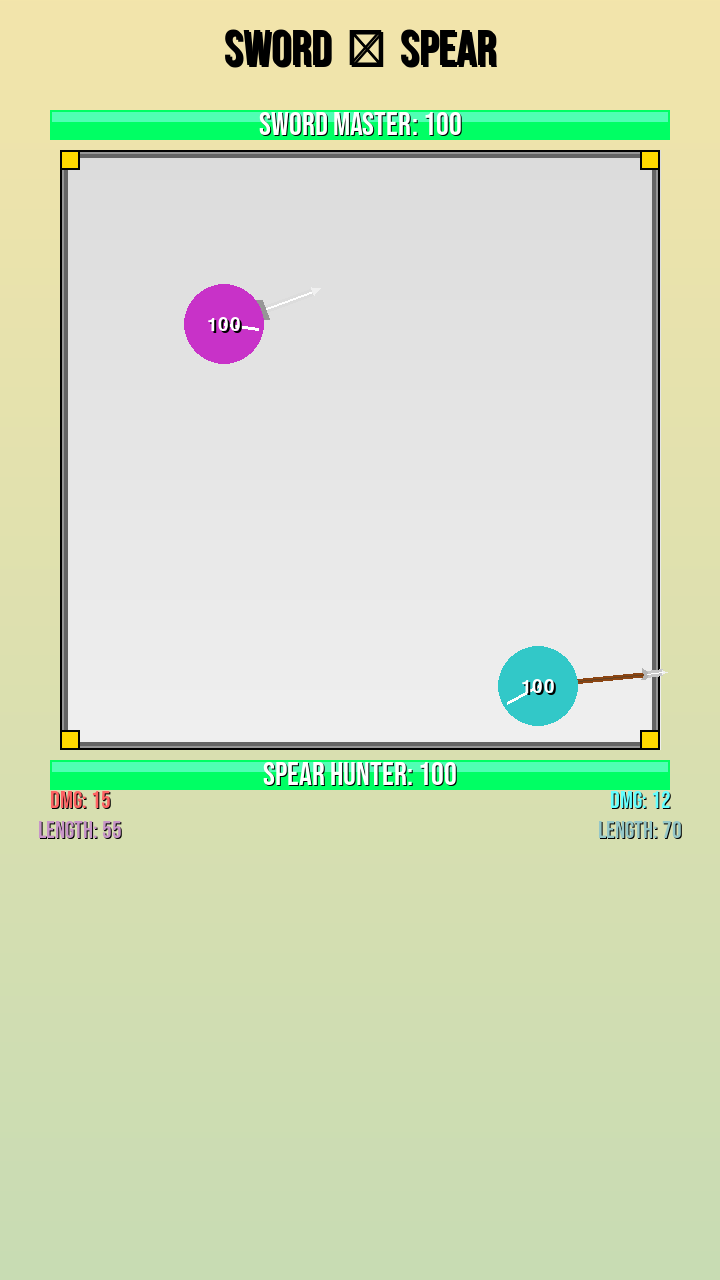 SWORD ☒ SPEAR
SWORD MASTER: 100
100
100
SPEAR HUNTER: 100
DMG: 15 DMG: 12
LENGTH: 55 LENGTH: 70